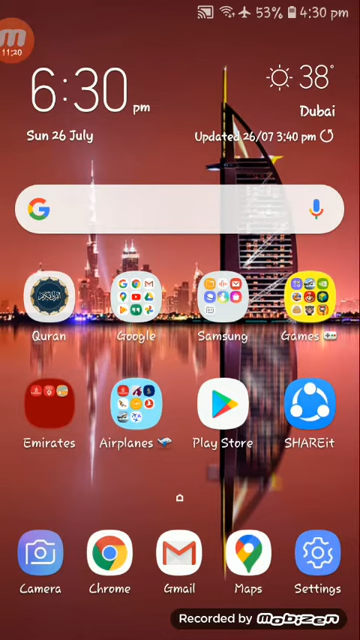 53% 4:30 pm
11:20
6:30 pm
38°
Dubai
Sun 26 July
Updated 26/07 3:40 pm
Quran
Google
Samsung
Games
Emirates
Airplanes
Play Store
SHAREit
Camera
Chrome
Gmail
Maps
Settings
Recorded by mobizen